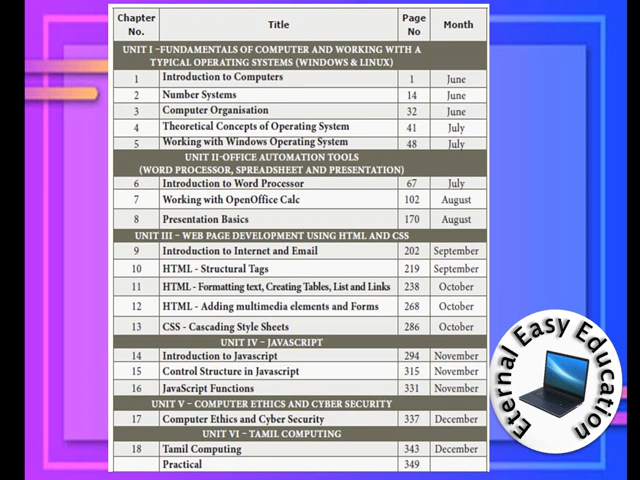 Chapter No. Title Page No Month
UNIT I –FUNDAMENTALS OF COMPUTER AND WORKING WITH A
TYPICAL OPERATING SYSTEMS (WINDOWS & LINUX)
1 Introduction to Computers 1 June
2 Number Systems 14 June
3 Computer Organisation 32 June
4 Theoretical Concepts of Operating System 41 July
5 Working with Windows Operating System 48 July
UNIT II-OFFICE AUTOMATION TOOLS
(WORD PROCESSOR, SPREADSHEET AND PRESENTATION)
6 Introduction to Word Processor 67 July
7 Working with OpenOffice Calc 102 August
8 Presentation Basics 170 August
UNIT III – WEB PAGE DEVELOPMENT USING HTML AND CSS
9 Introduction to Internet and Email 202 September
10 HTML - Structural Tags 219 September
11 HTML - Formatting text, Creating Tables, List and Links 238 October
12 HTML - Adding multimedia elements and Forms 268 October
13 CSS - Cascading Style Sheets 286 October
UNIT IV – JAVASCRIPT
14 Introduction to Javascript 294 November
15 Control Structure in Javascript 315 November
16 JavaScript Functions 331 November
UNIT V – COMPUTER ETHICS AND CYBER SECURITY
17 Computer Ethics and Cyber Security 337 December
UNIT VI – TAMIL COMPUTING
18 Tamil Computing 343 December
Practical 349
Eternal Easy Education